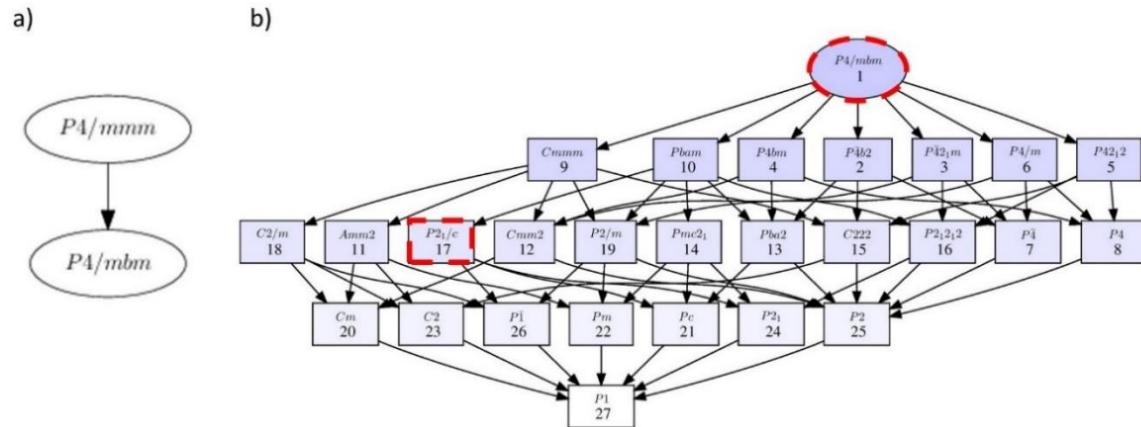 a)
b)
P4/mmm
P4/mbm
P4/mbm
1
Cmmm
9
Pbam
10
P4bm
4
P4̄b2
2
P4̄2₁m
3
P4/m
6
P42₁2
5
C2/m
18
Amm2
11
P2₁/c
17
Cmm2
12
P2/m
19
Pmc2₁
14
Pba2
13
C222
15
P2₁2₁2
16
P4̄
7
P4
8
Cm
20
C2
23
P1̄
26
Pm
22
Pc
21
P2₁
24
P2
25
P1
27